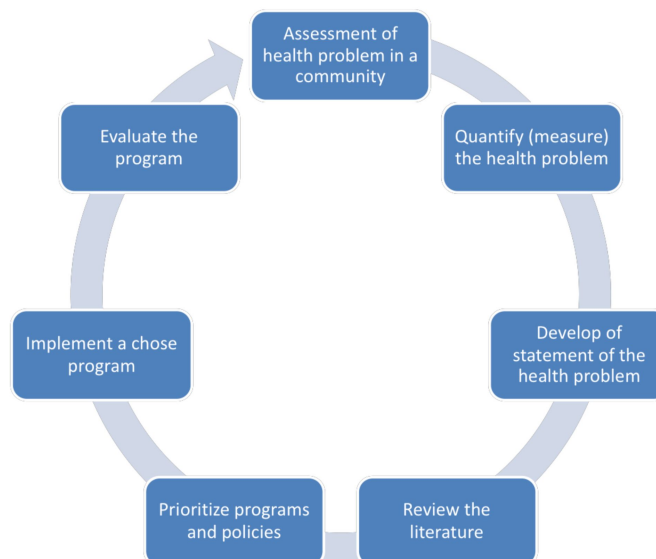 Assessment of
health problem in a
community
Quantify (measure)
the health problem
Develop of
statement of the
health problem
Review the
literature
Prioritize programs
and policies
Implement a chose
program
Evaluate the
program